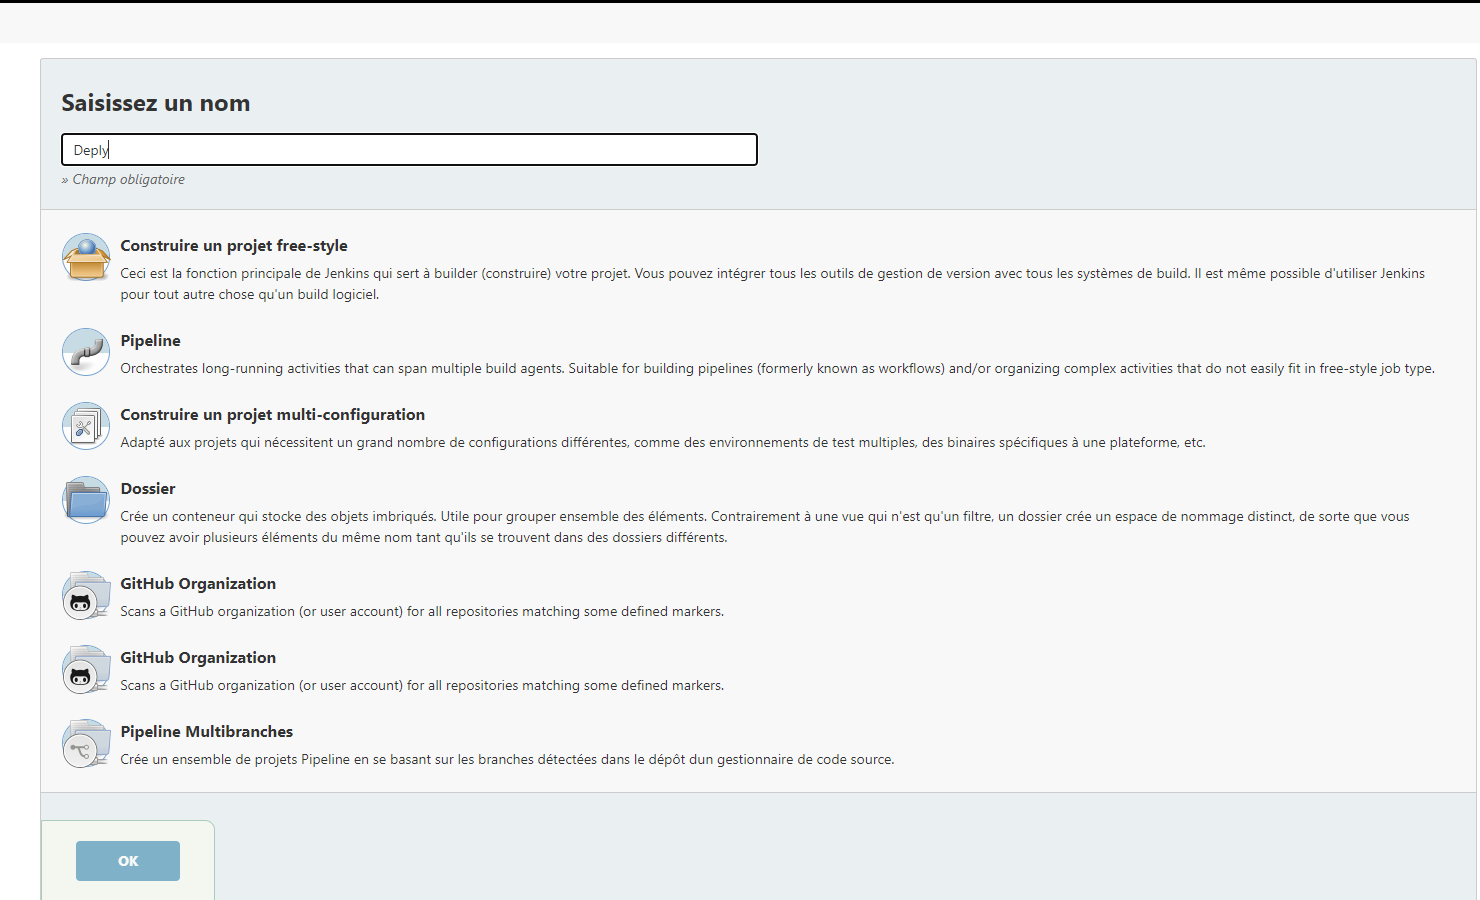 Saisissez un nom
Deply
» Champ obligatoire
Construire un projet free-style
Ceci est la fonction principale de Jenkins qui sert à builder (construire) votre projet. Vous pouvez intégrer tous les outils de gestion de version avec tous les systèmes de build. Il est même possible d'utiliser Jenkins
pour tout autre chose qu'un build logiciel.
Pipeline
Orchestrates long-running activities that can span multiple build agents. Suitable for building pipelines (formerly known as workflows) and/or organizing complex activities that do not easily fit in free-style job type.
Construire un projet multi-configuration
Adapté aux projets qui nécessitent un grand nombre de configurations différentes, comme des environnements de test multiples, des binaires spécifiques à une plateforme, etc.
Dossier
Crée un conteneur qui stocke des objets imbriqués. Utile pour grouper ensemble des éléments. Contrairement à une vue qui n'est qu'un filtre, un dossier crée un espace de nommage distinct, de sorte que vous
pouvez avoir plusieurs éléments du même nom tant qu'ils se trouvent dans des dossiers différents.
GitHub Organization
Scans a GitHub organization (or user account) for all repositories matching some defined markers.
GitHub Organization
Scans a GitHub organization (or user account) for all repositories matching some defined markers.
Pipeline Multibranches
Crée un ensemble de projets Pipeline en se basant sur les branches détectées dans le dépôt dun gestionnaire de code source.
OK